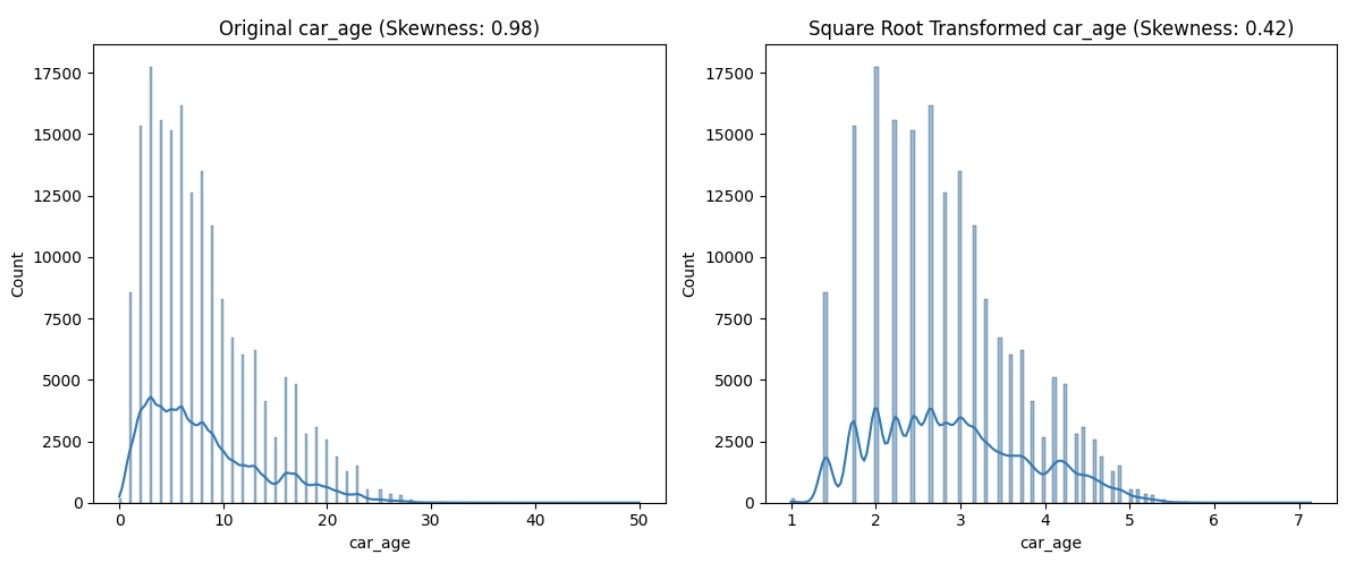 Original car_age (Skewness: 0.98)
17500
15000
12500
10000
7500
5000
2500
0
Count
0 10 20 30 40 50
car_age
Square Root Transformed car_age (Skewness: 0.42)
17500
15000
12500
10000
7500
5000
2500
0
Count
1 2 3 4 5 6 7
car_age